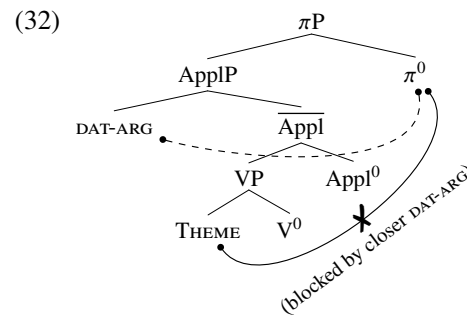 (32)
πP
ApplP π⁰
DAT-ARG Appl
VP Appl⁰
THEME V⁰
(blocked by closer DAT-ARG)